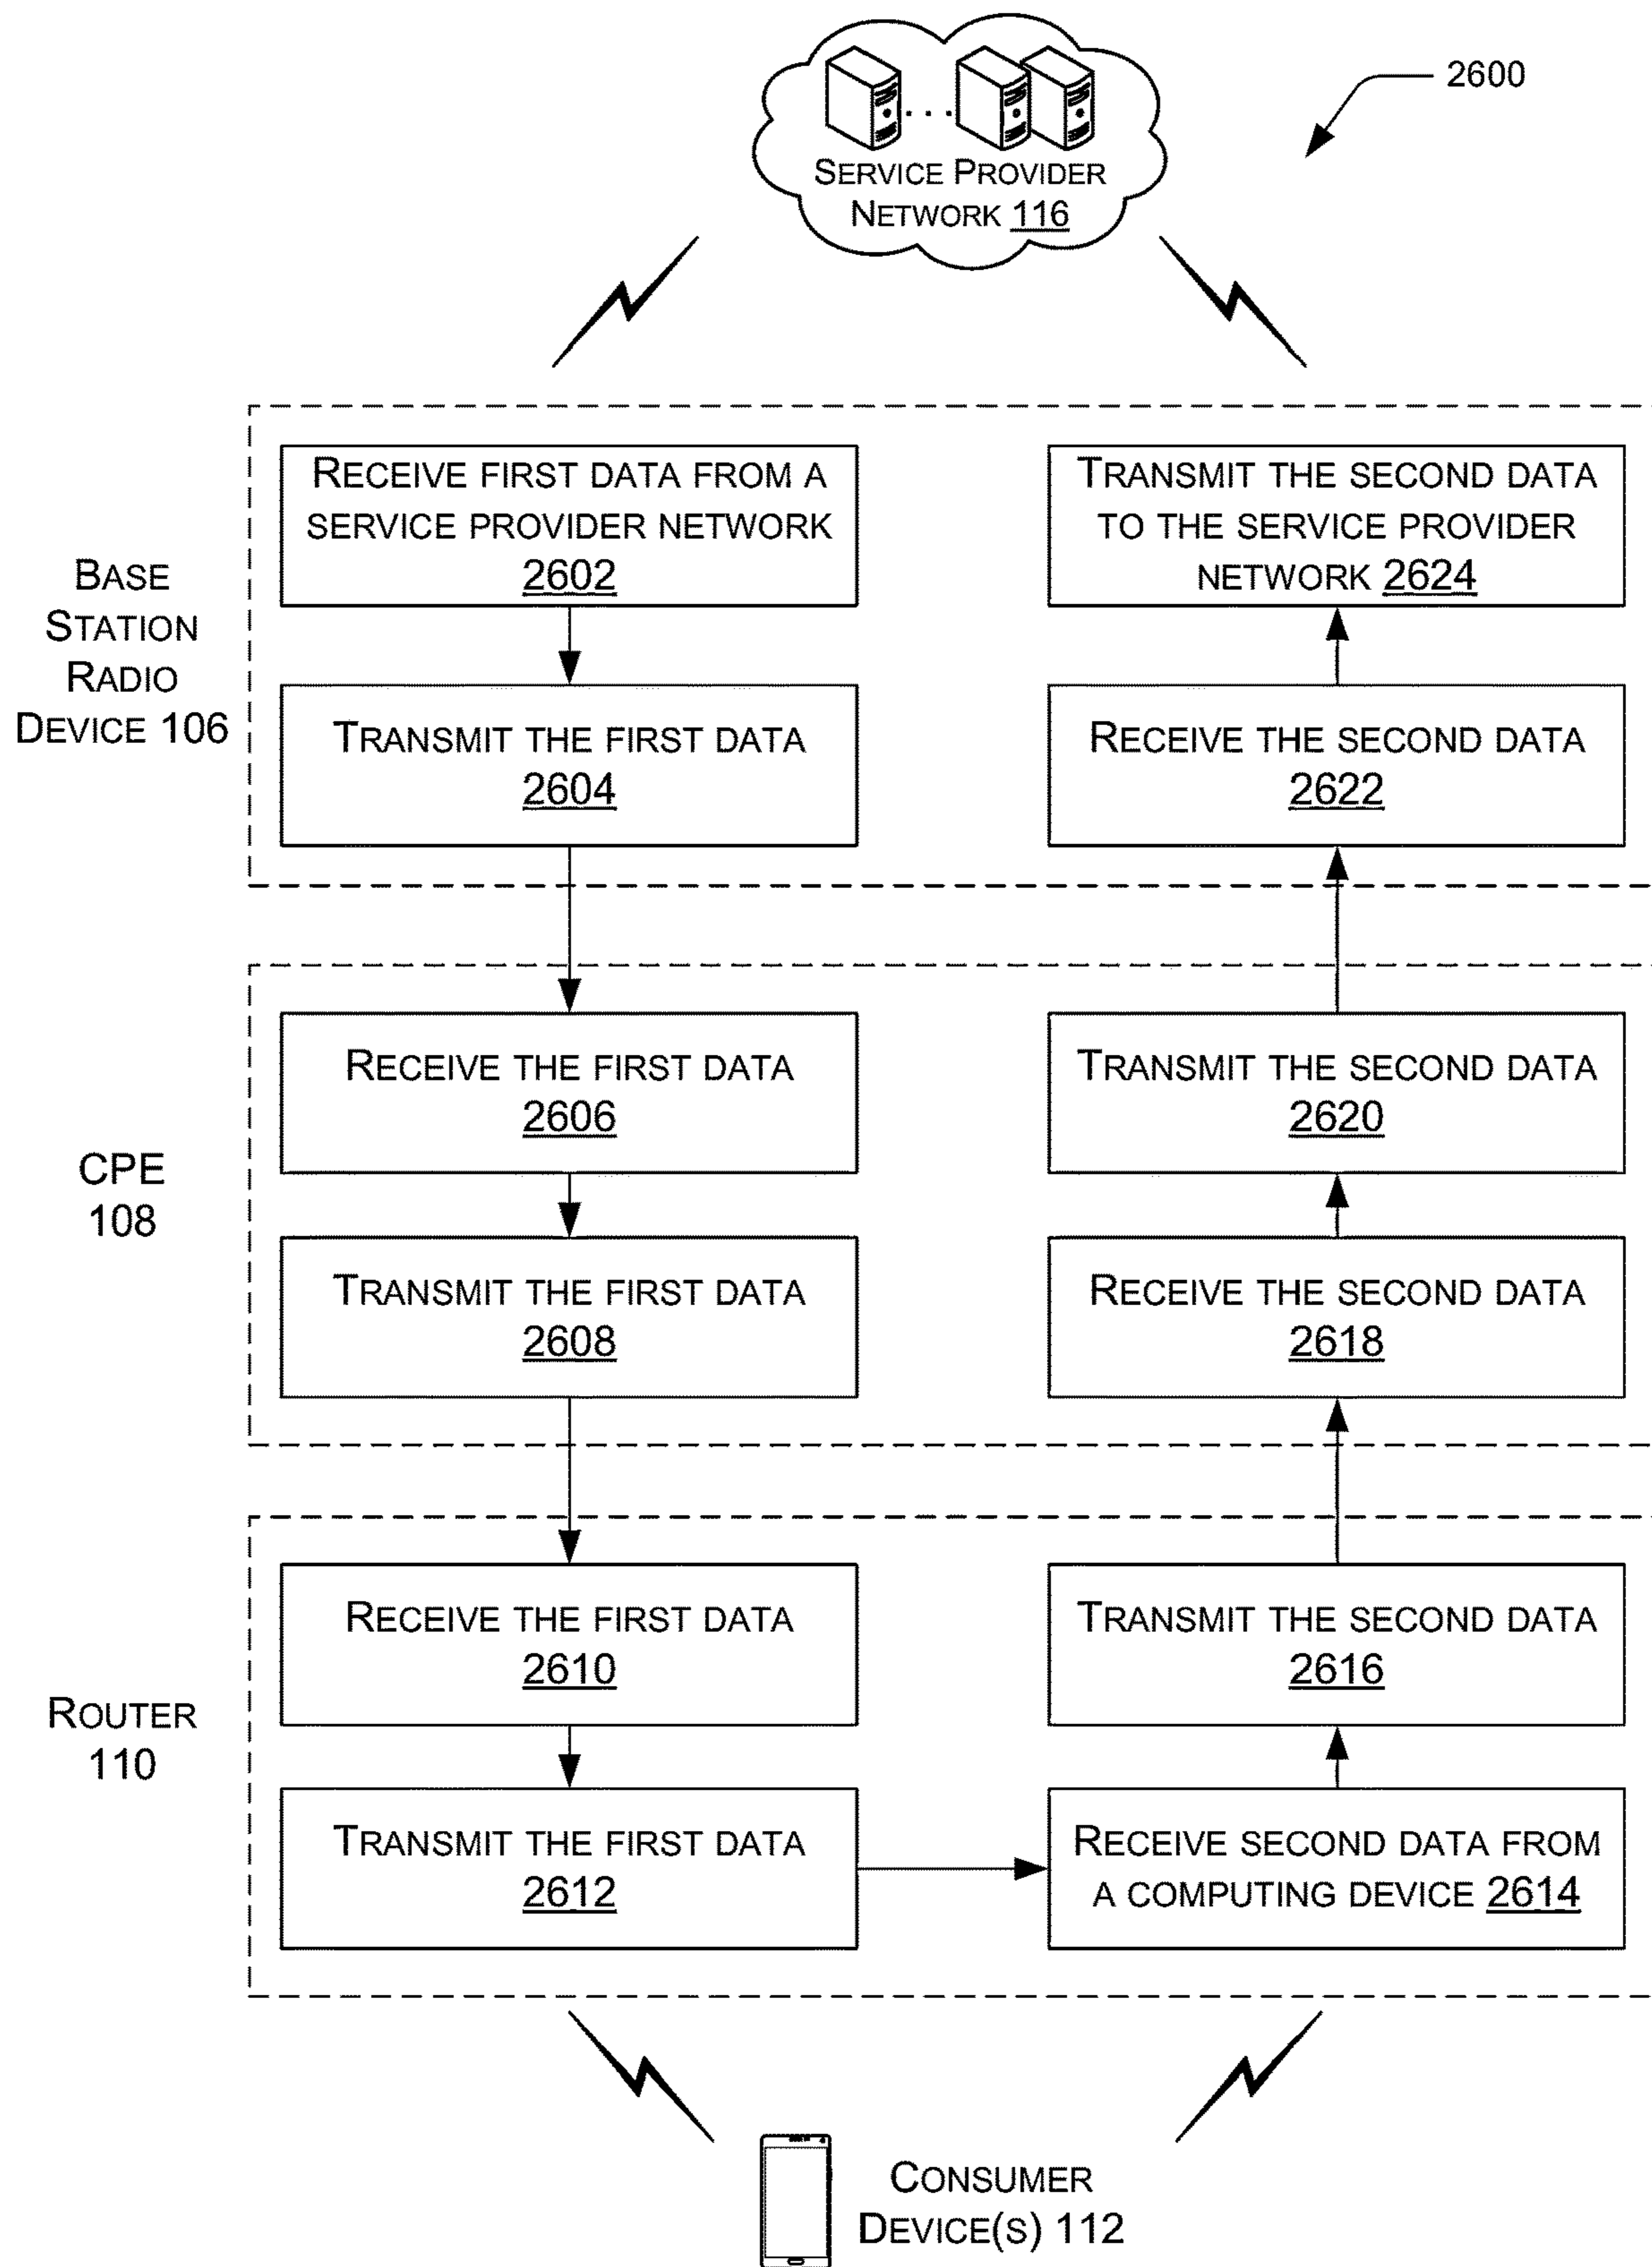 2600
SERVICE PROVIDER
NETWORK 116
BASE
STATION
RADIO
DEVICE 106
RECEIVE FIRST DATA FROM A
SERVICE PROVIDER NETWORK
2602
TRANSMIT THE SECOND DATA
TO THE SERVICE PROVIDER
NETWORK 2624
TRANSMIT THE FIRST DATA
2604
RECEIVE THE SECOND DATA
2622
CPE
108
RECEIVE THE FIRST DATA
2606
TRANSMIT THE SECOND DATA
2620
TRANSMIT THE FIRST DATA
2608
RECEIVE THE SECOND DATA
2618
ROUTER
110
RECEIVE THE FIRST DATA
2610
TRANSMIT THE SECOND DATA
2616
TRANSMIT THE FIRST DATA
2612
RECEIVE SECOND DATA FROM
A COMPUTING DEVICE 2614
CONSUMER
DEVICE(S) 112